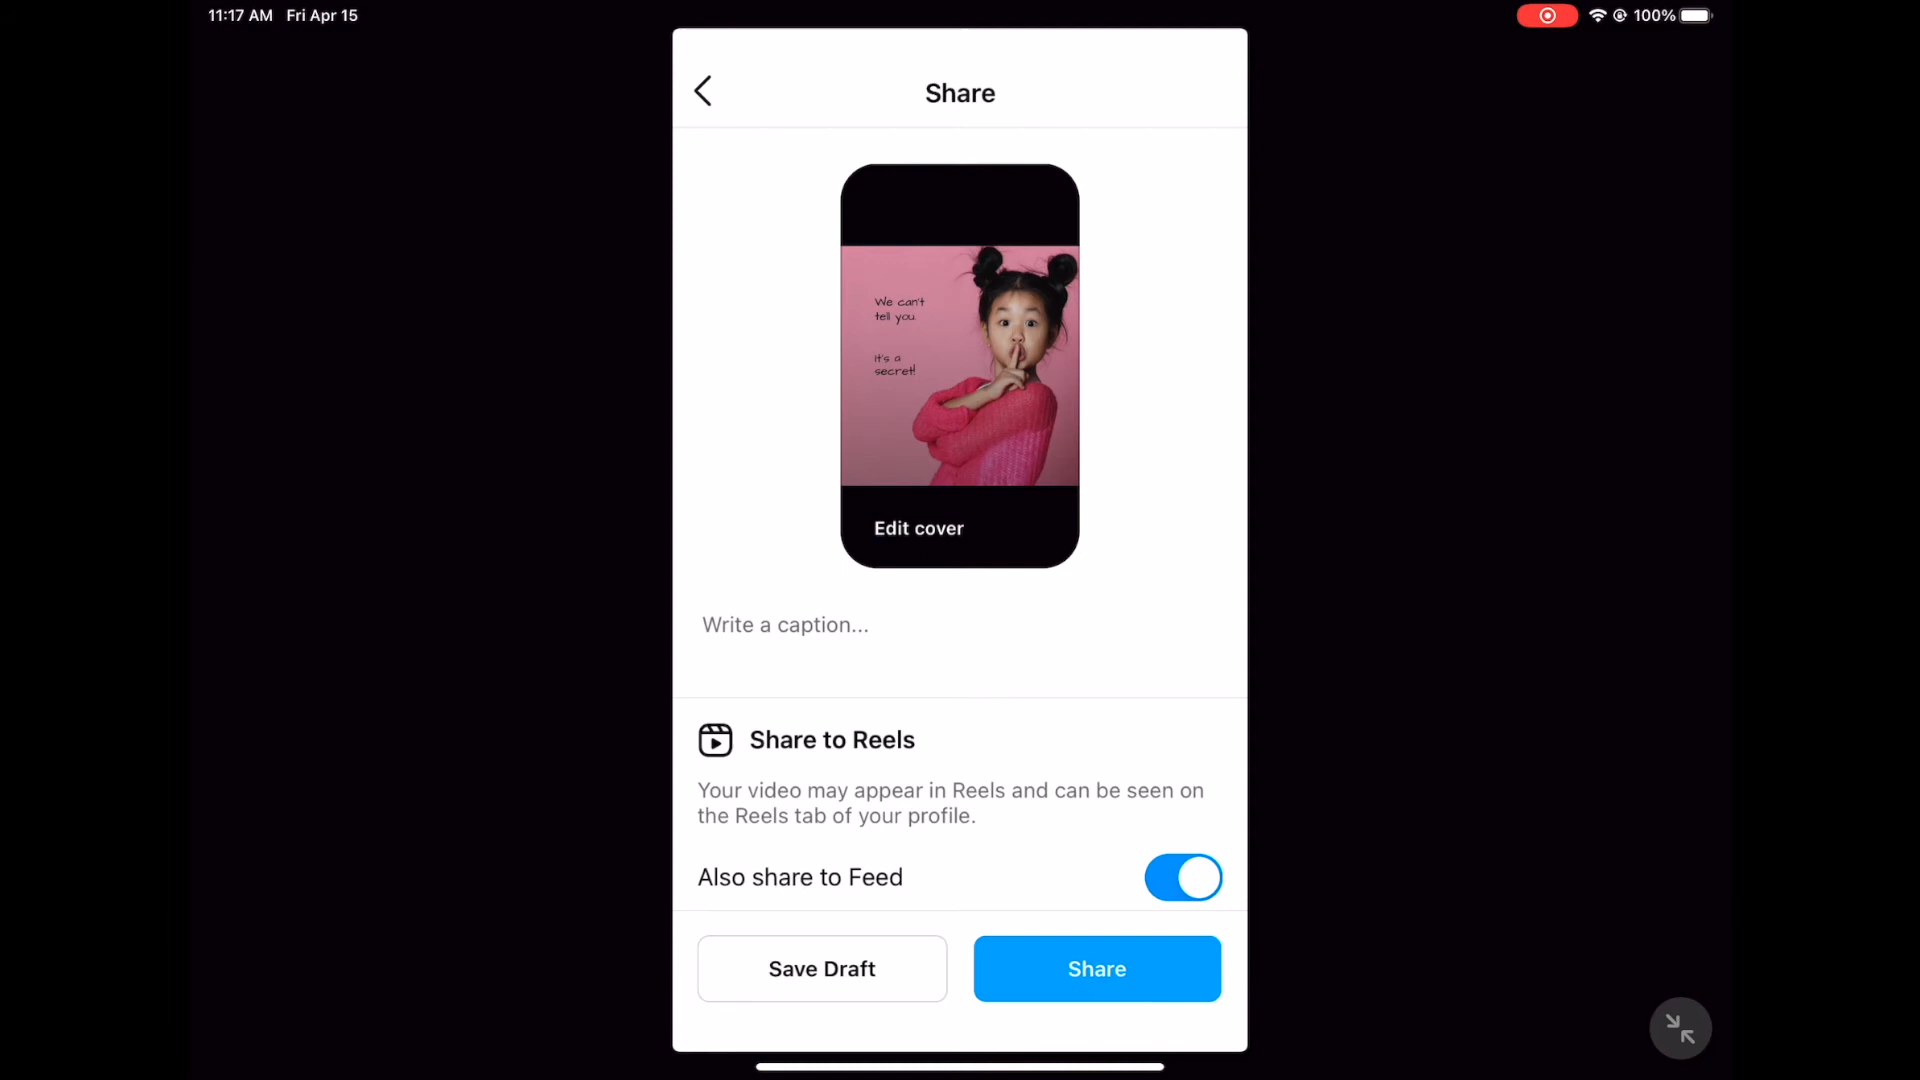 11:17 AM Fri Apr 15
100%
Share
We can't
tell you.
It's a
secret!
Edit cover
Write a caption...
Share to Reels
Your video may appear in Reels and can be seen on
the Reels tab of your profile.
Also share to Feed
Save Draft
Share